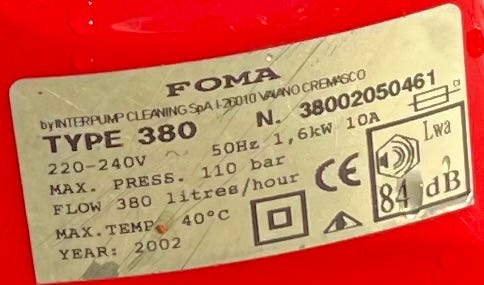 FOMA
by INTERPUMP CLEANING SpA I-26010 VAIANO CREMASCO
TYPE 380 N. 38002050461
220-240V ~ 50Hz 1,6kW 10A
MAX. PRESS. 110 bar
FLOW 380 litres/hour
MAX.TEMP. 40°C
YEAR: 2002
CE
Lwa
84 dB